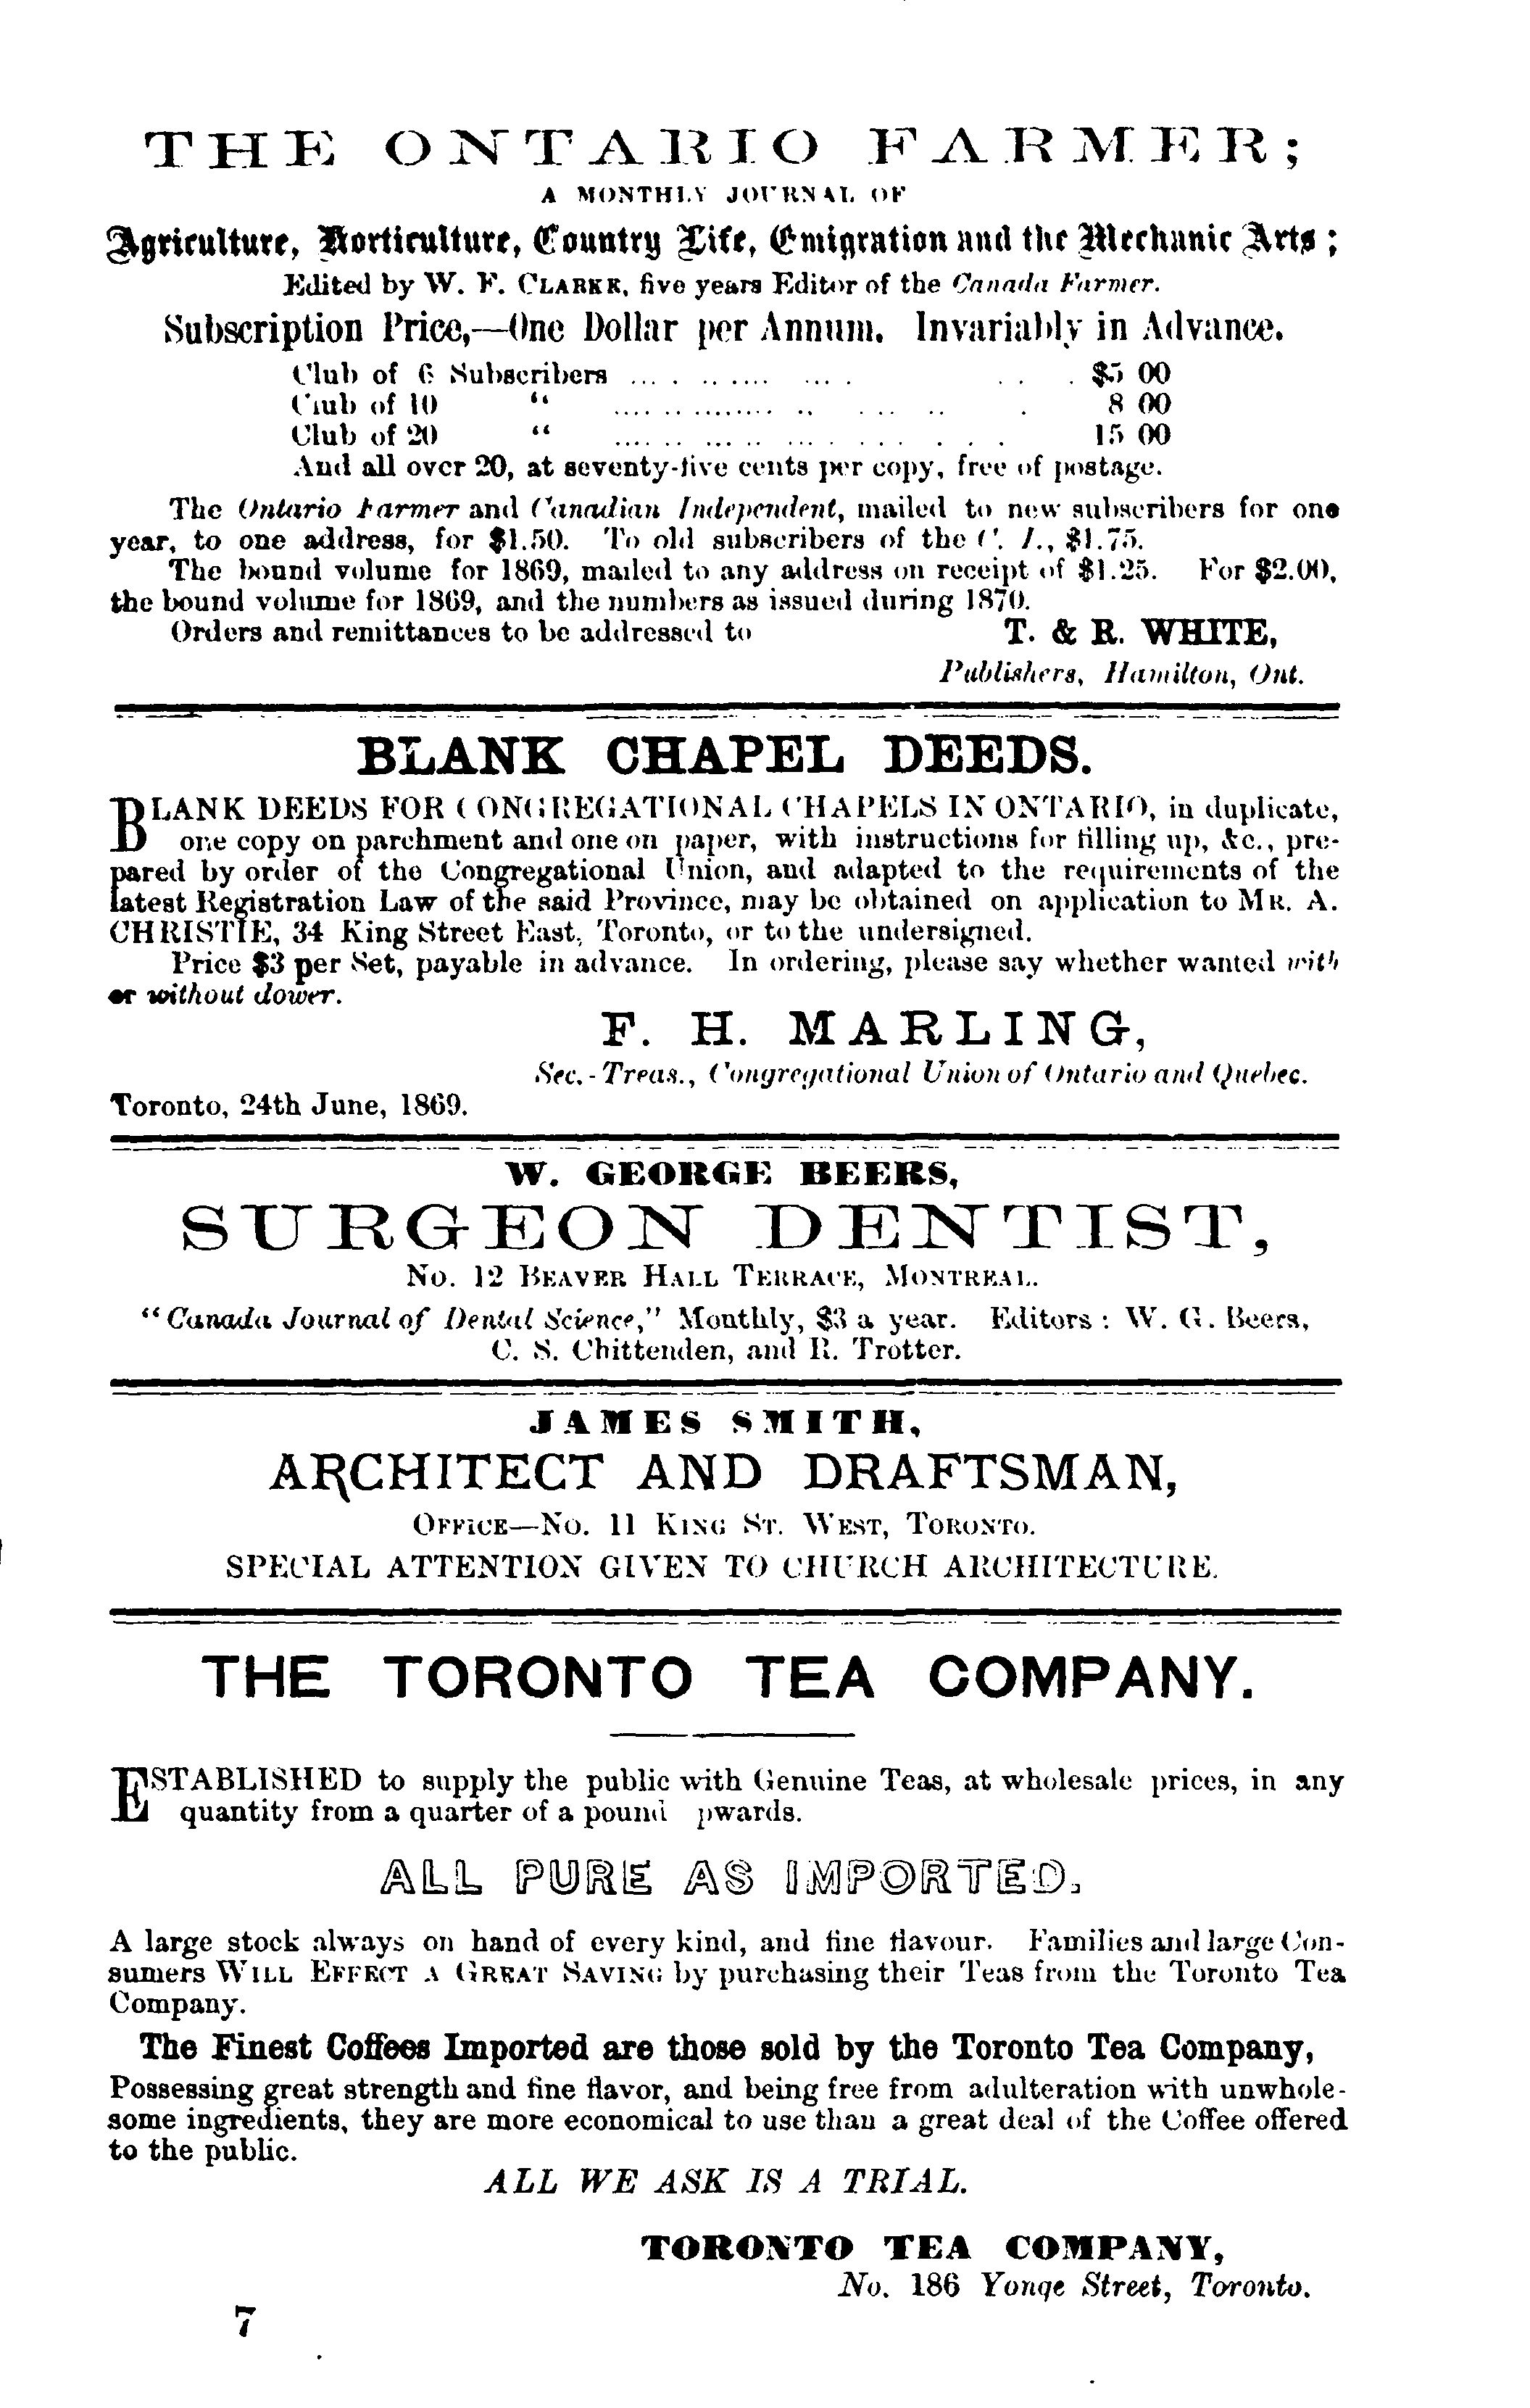 THE ONTARIO FARMER;
A MONTHLY JOURNAL OF
Agriculture, Horticulture, Country Life, Emigration and the Mechanic Arts;
Edited by W. F. CLARKE, five years Editor of the Canada Farmer.
Subscription Price,—One Dollar per Annum. Invariably in Advance.
Club of 6 Subscribers ... . .. .... ... . . . . $5 00
Club of 10 “ .... .. ........ .. . ... .. . 8 00
Club of 20 “ .... .. ... .. ... . . . . . . . 15 00
And all over 20, at seventy-five cents per copy, free of postage.
The Ontario Farmer and Canadian Independent, mailed to new subscribers for one
year, to one address, for $1.50. To old subscribers of the C. I., $1.75.
The bound volume for 1869, mailed to any address on receipt of $1.25. For $2.00,
the bound volume for 1869, and the numbers as issued during 1870.
Orders and remittances to be addressed to T. & R. WHITE,
Publishers, Hamilton, Ont.
BLANK CHAPEL DEEDS.
BLANK DEEDS FOR CONGREGATIONAL CHAPELS IN ONTARIO, in duplicate,
one copy on parchment and one on paper, with instructions for filling up, &c., pre-
pared by order of the Congregational Union, and adapted to the requirements of the
latest Registration Law of the said Province, may be obtained on application to MR. A.
CHRISTIE, 34 King Street East, Toronto, or to the undersigned.
Price $3 per Set, payable in advance. In ordering, please say whether wanted with
or without dower.
F. H. MARLING,
Sec.-Treas., Congregational Union of Ontario and Quebec.
Toronto, 24th June, 1869.
W. GEORGE BEERS,
SURGEON DENTIST,
NO. 12 BEAVER HALL TERRACE, MONTREAL.
“Canada Journal of Dental Science,” Monthly, $3 a year. Editors: W. G. Beers,
C. S. Chittenden, and R. Trotter.
JAMES SMITH,
ARCHITECT AND DRAFTSMAN,
OFFICE—NO. 11 KING ST. WEST, TORONTO.
SPECIAL ATTENTION GIVEN TO CHURCH ARCHITECTURE.
THE TORONTO TEA COMPANY.
ESTABLISHED to supply the public with Genuine Teas, at wholesale prices, in any
quantity from a quarter of a pound pwards.
ALL PURE AS IMPORTED.
A large stock always on hand of every kind, and fine flavour. Families and large Con-
sumers WILL EFFECT A GREAT SAVING by purchasing their Teas from the Toronto Tea
Company.
The Finest Coffees Imported are those sold by the Toronto Tea Company,
Possessing great strength and fine flavor, and being free from adulteration with unwhole-
some ingredients, they are more economical to use than a great deal of the Coffee offered
to the public.
ALL WE ASK IS A TRIAL.
TORONTO TEA COMPANY,
No. 186 Yonge Street, Toronto.
7